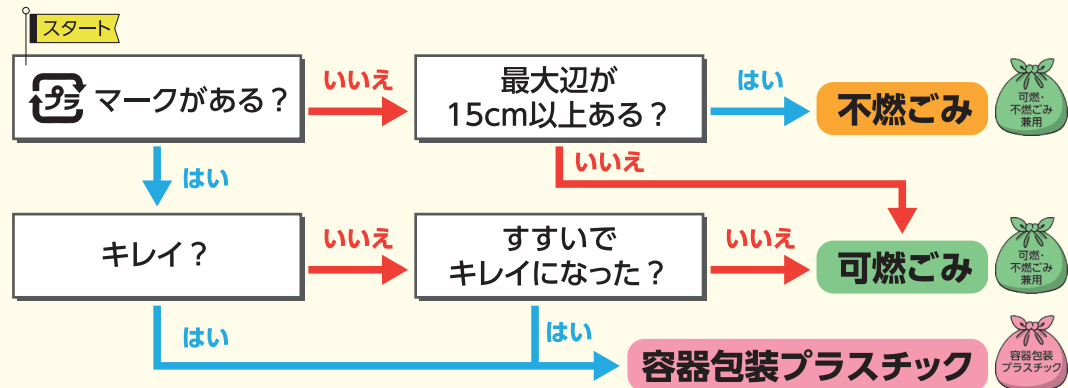 スタート
プラ マークがある？
いいえ
最大辺が
15cm以上ある？
はい
不燃ごみ
可燃・
不燃ごみ
兼用
はい
いいえ
キレイ？
いいえ
すすいで
キレイになった？
いいえ
可燃ごみ
可燃・
不燃ごみ
兼用
はい
はい
容器包装プラスチック
容器包装
プラスチック